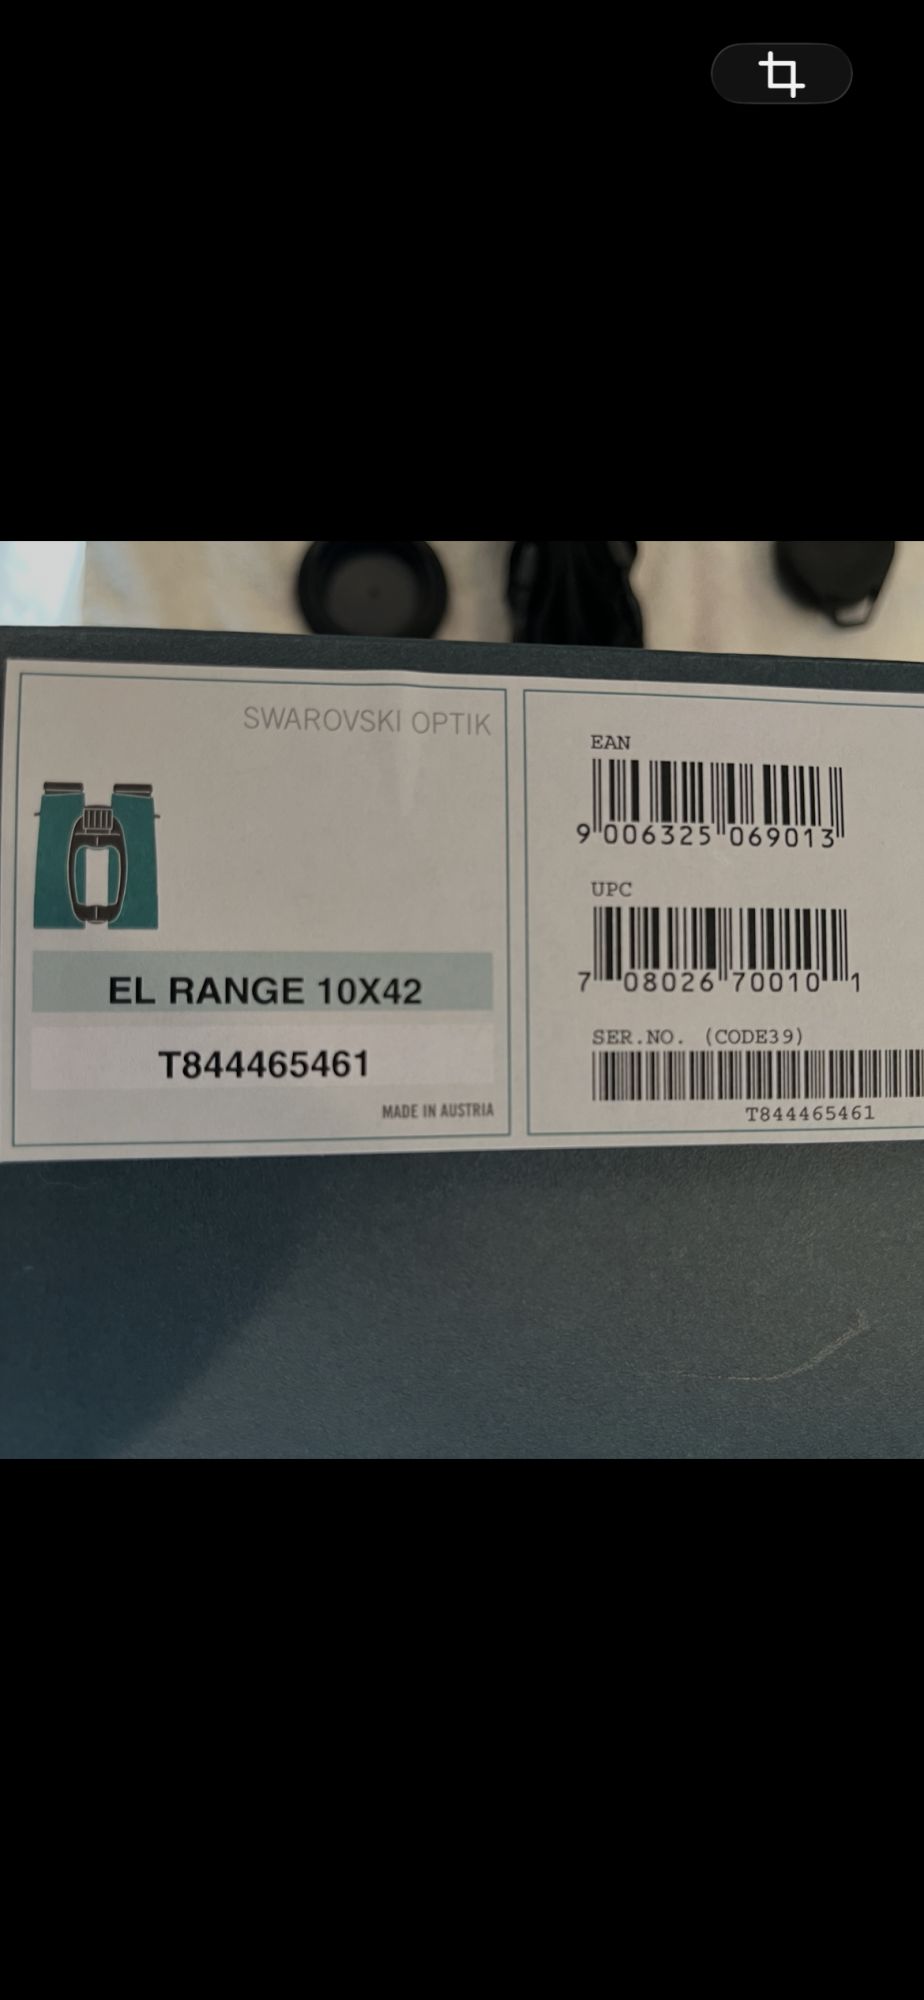 SWAROVSKI OPTIK
EL RANGE 10X42
T844465461
MADE IN AUSTRIA
EAN
9 006325 069013
UPC
7 08026 70010 1
SER.NO. (CODE39)
T844465461